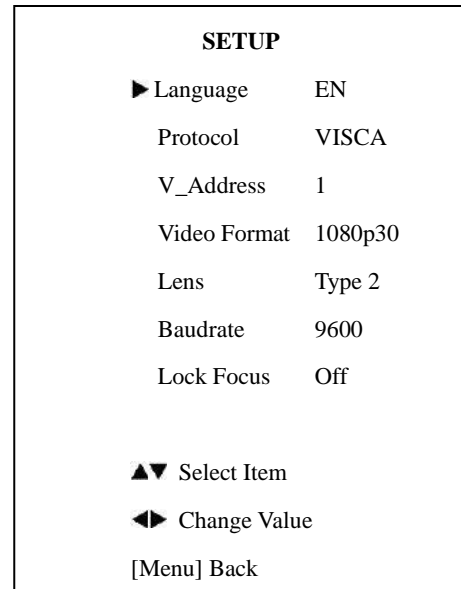 SETUP
▶Language EN
Protocol VISCA
V_Address 1
Video Format 1080p30
Lens Type 2
Baudrate 9600
Lock Focus Off
▲▼ Select Item
◀▶ Change Value
[Menu] Back